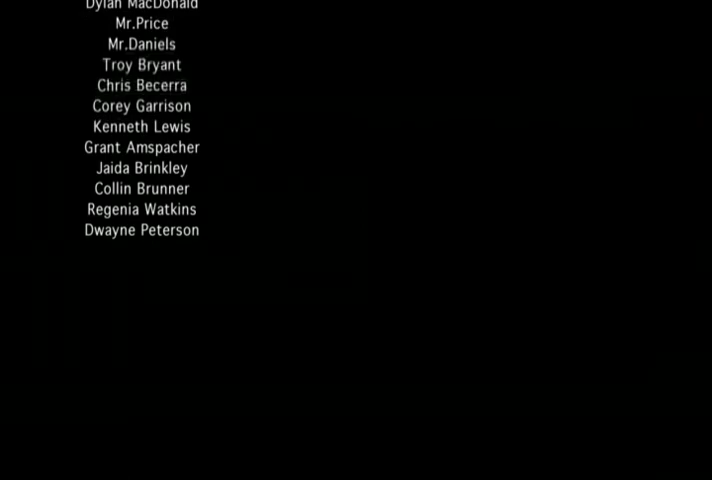 Dylan MacDonald
Mr.Price
Mr.Daniels
Troy Bryant
Chris Becerra
Corey Garrison
Kenneth Lewis
Grant Amspacher
Jaida Brinkley
Collin Brunner
Regenia Watkins
Dwayne Peterson